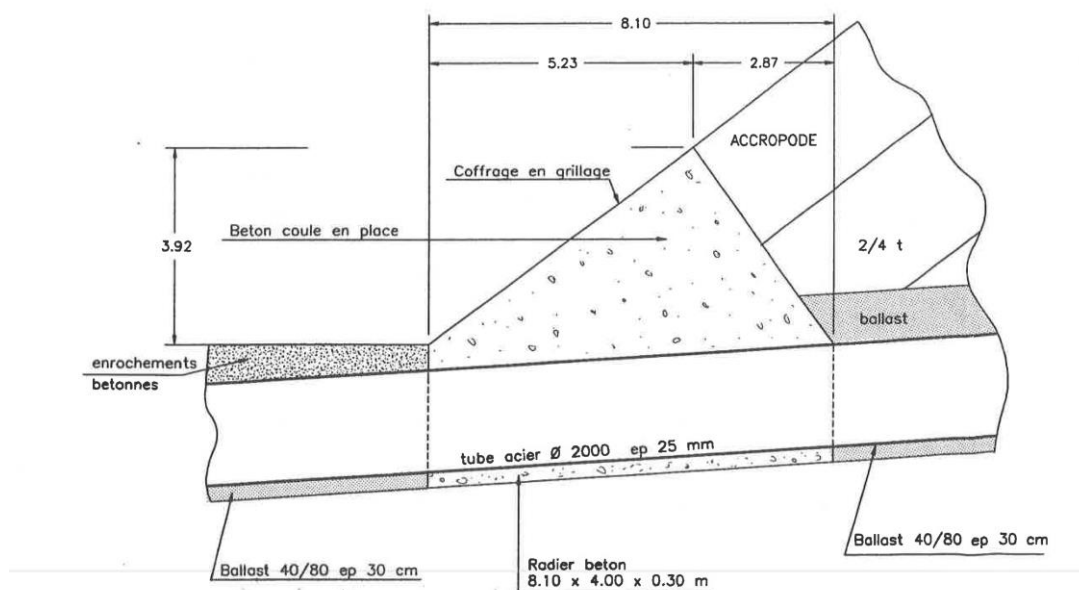 8.10
5.23
2.87
ACCROPODE
Coffrage en grillage
Beton coule en place
3.92
2/4 t
ballast
enrochements
betonnes
tube acier Ø 2000 ep 25 mm
Ballast 40/80 ep 30 cm
Ballast 40/80 ep 30 cm
Radier beton
8.10 x 4.00 x 0.30 m